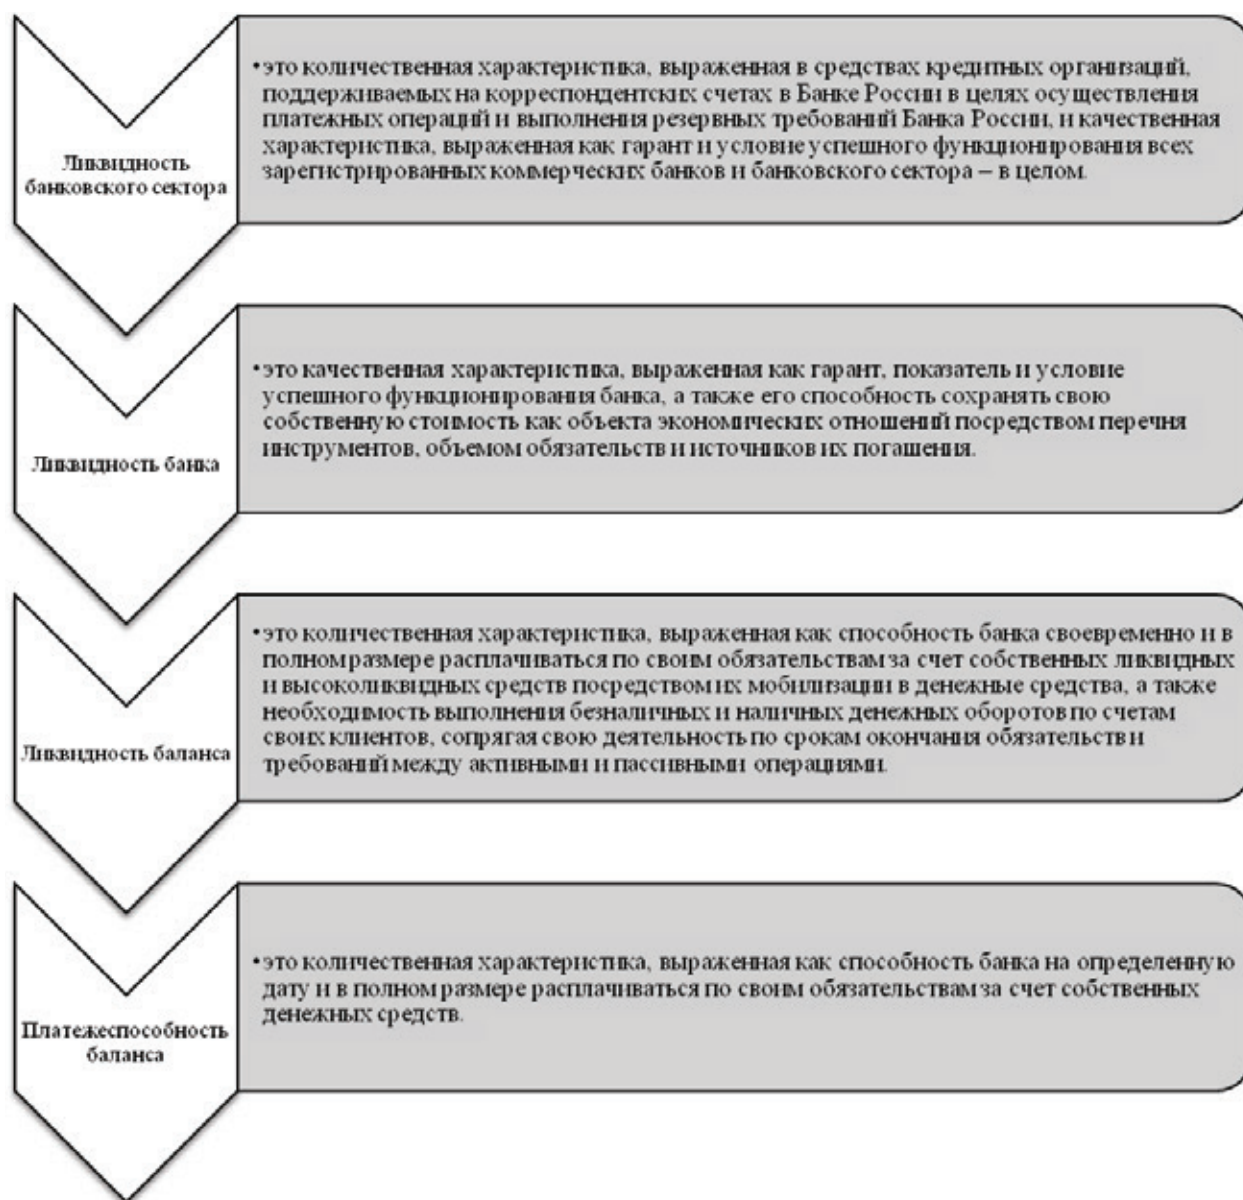 Ликвидность
банковского сектора
•это количественная характеристика, выраженная в средствах кредитных организаций,
поддерживаемых на корреспондентских счетах в Банке России в целях осуществления
платежных операций и выполнения резервных требований Банка России, и качественная
характеристика, выраженная как гарант и условие успешного функционирования всех
зарегистрированных коммерческих банков и банковского сектора – в целом.
Ликвидность банка
•это качественная характеристика, выраженная как гарант, показатель и условие
успешного функционирования банка, а также его способность сохранять свою
собственную стоимость как объекта экономических отношений посредством перечня
инструментов, объемом обязательств и источников их погашения.
Ликвидность баланса
•это количественная характеристика, выраженная как способность банка своевременно и в
полном размере расплачиваться по своим обязательствам за счет собственных ликвидных
и высоколиквидных средств посредством их мобилизации в денежные средства, а также
необходимость выполнения безналичных и наличных денежных оборотов по счетам
своих клиентов, сопрягая свою деятельность по срокам окончания обязательств и
требований между активными и пассивными операциями.
Платежеспособность
баланса
•это количественная характеристика, выраженная как способность банка на определенную
дату и в полном размере расплачиваться по своим обязательствам за счет собственных
денежных средств.